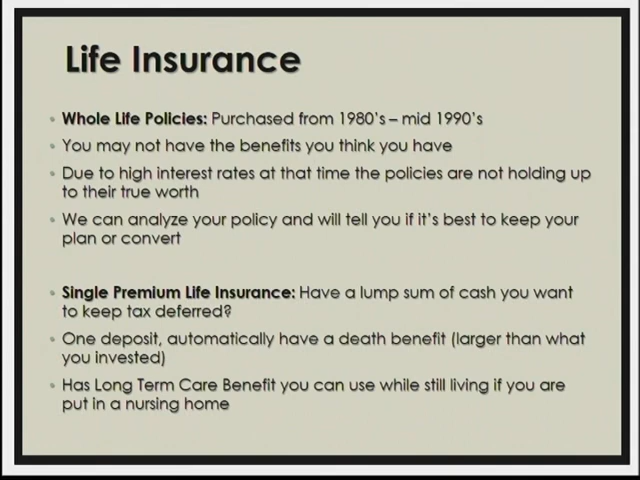 Life Insurance
Whole Life Policies: Purchased from 1980's – mid 1990's
You may not have the benefits you think you have
Due to high interest rates at that time the policies are not holding up
to their true worth
We can analyze your policy and will tell you if it's best to keep your
plan or convert
Single Premium Life Insurance: Have a lump sum of cash you want
to keep tax deferred?
One deposit, automatically have a death benefit (larger than what
you invested)
Has Long Term Care Benefit you can use while still living if you are
put in a nursing home